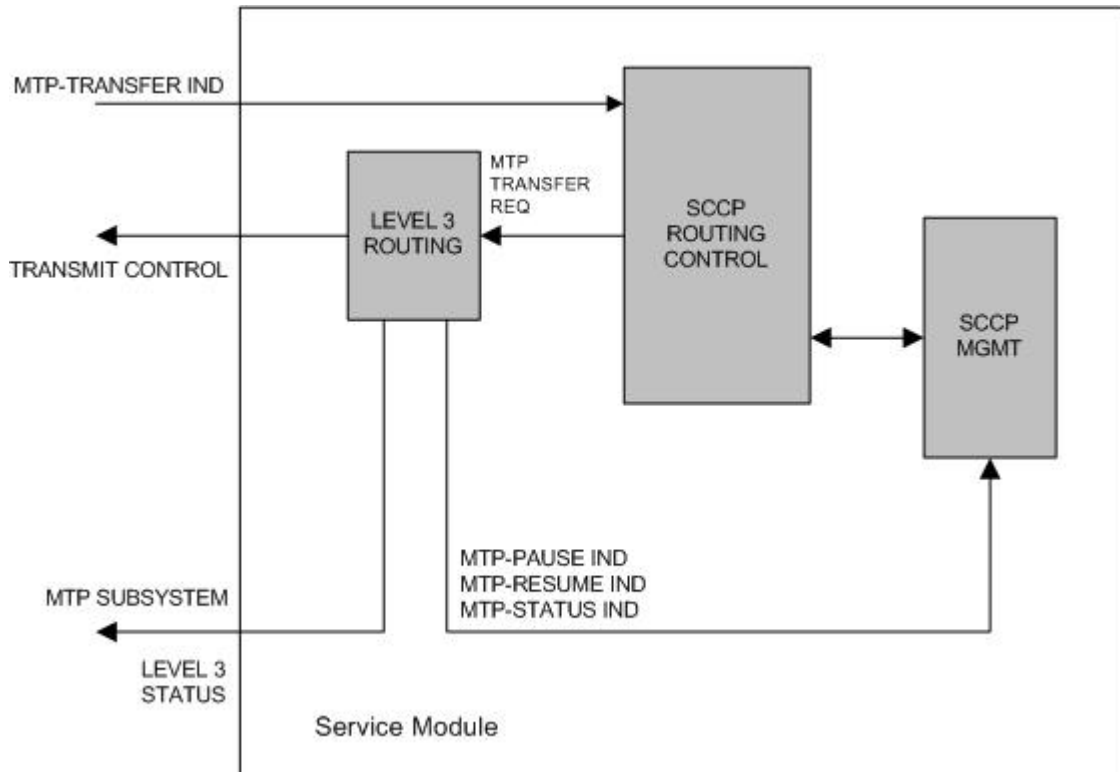 MTP-TRANSFER IND
MTP
TRANSFER
REQ
LEVEL 3
ROUTING
SCCP
ROUTING
CONTROL
TRANSMIT CONTROL
SCCP
MGMT
MTP-PAUSE IND
MTP-RESUME IND
MTP-STATUS IND
MTP SUBSYSTEM
LEVEL 3
STATUS
Service Module